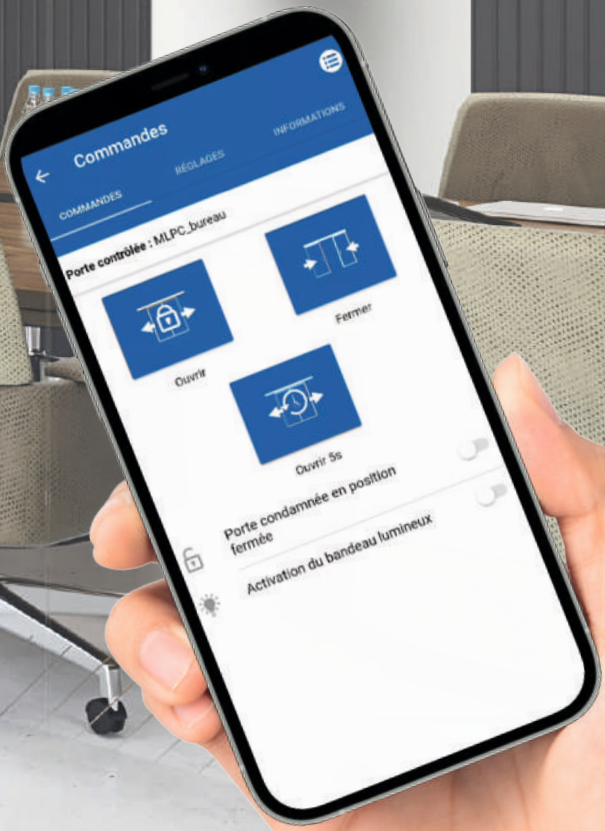 Commandes
COMMANDES
RÉGLAGES
INFORMATIONS
Porte contrôlée : MLPC_bureau
Ouvrir
Fermer
Ouvrir 5s
Porte condamnée en position
fermée
Activation du bandeau lumineux